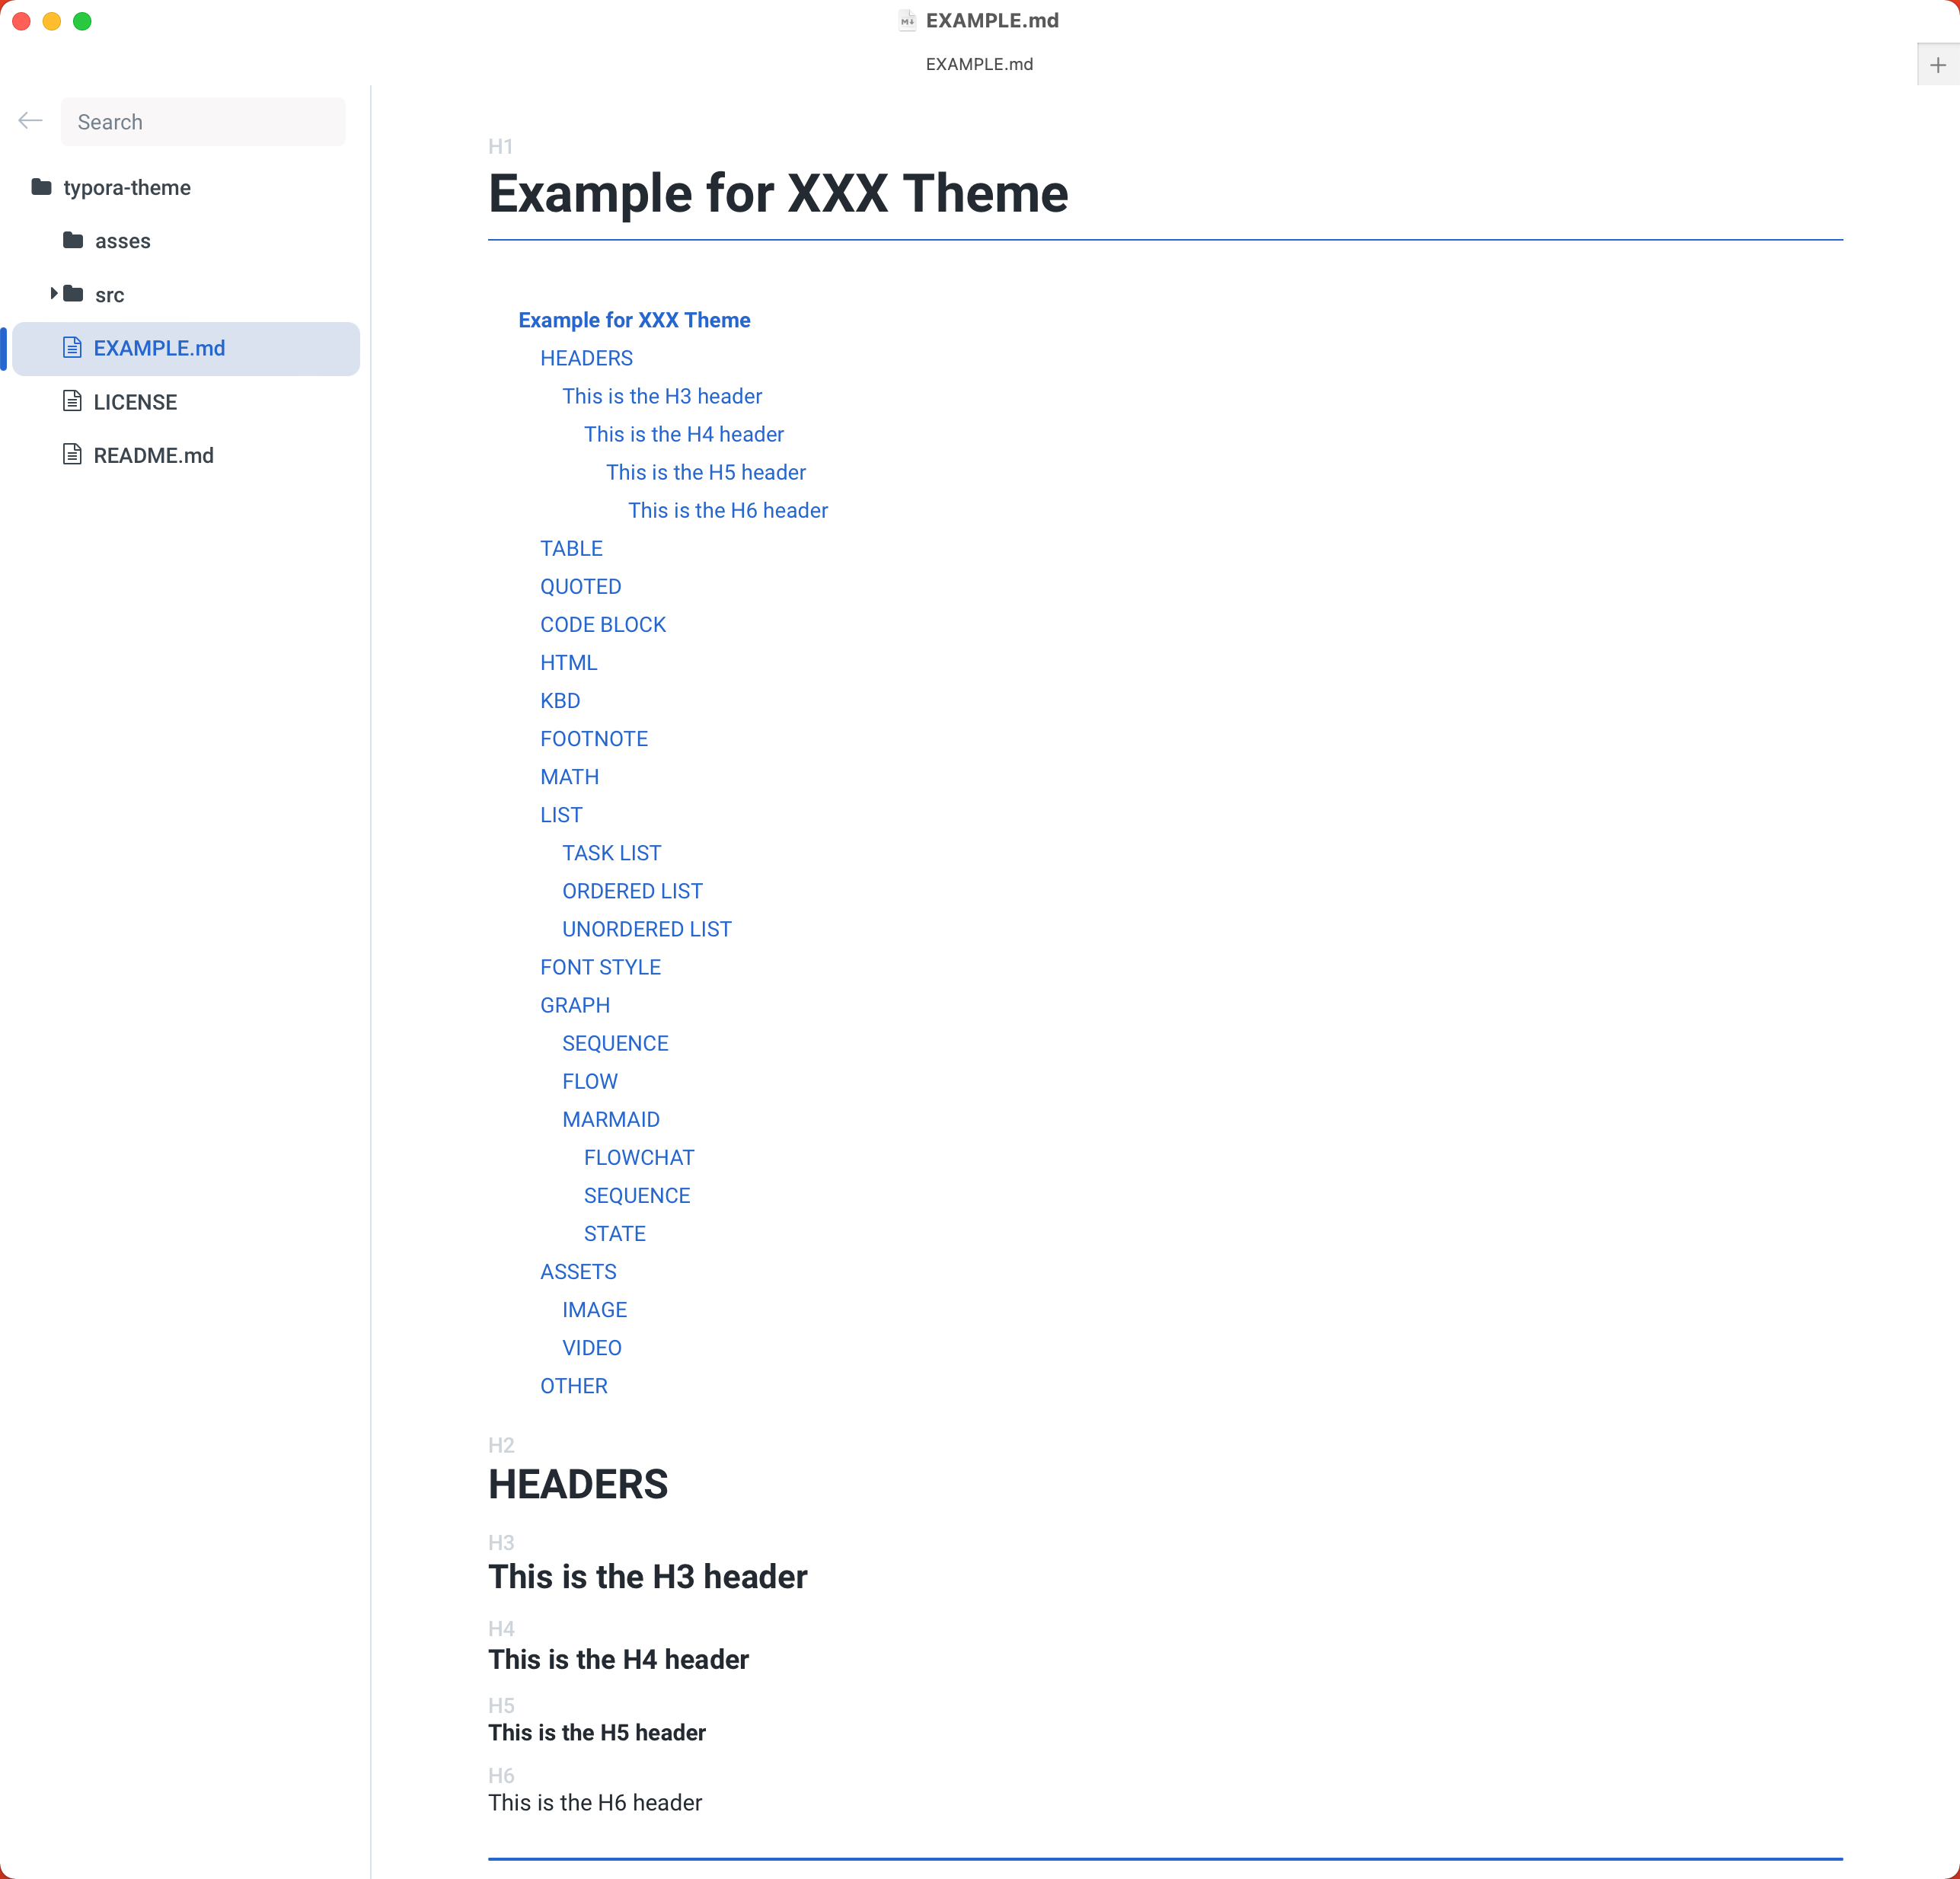 EXAMPLE.md
EXAMPLE.md
Search
typora-theme
asses
src
EXAMPLE.md
LICENSE
README.md
H1
Example for XXX Theme
Example for XXX Theme
HEADERS
This is the H3 header
This is the H4 header
This is the H5 header
This is the H6 header
TABLE
QUOTED
CODE BLOCK
HTML
KBD
FOOTNOTE
MATH
LIST
TASK LIST
ORDERED LIST
UNORDERED LIST
FONT STYLE
GRAPH
SEQUENCE
FLOW
MARMAID
FLOWCHAT
SEQUENCE
STATE
ASSETS
IMAGE
VIDEO
OTHER
H2
HEADERS
H3
This is the H3 header
H4
This is the H4 header
H5
This is the H5 header
H6
This is the H6 header